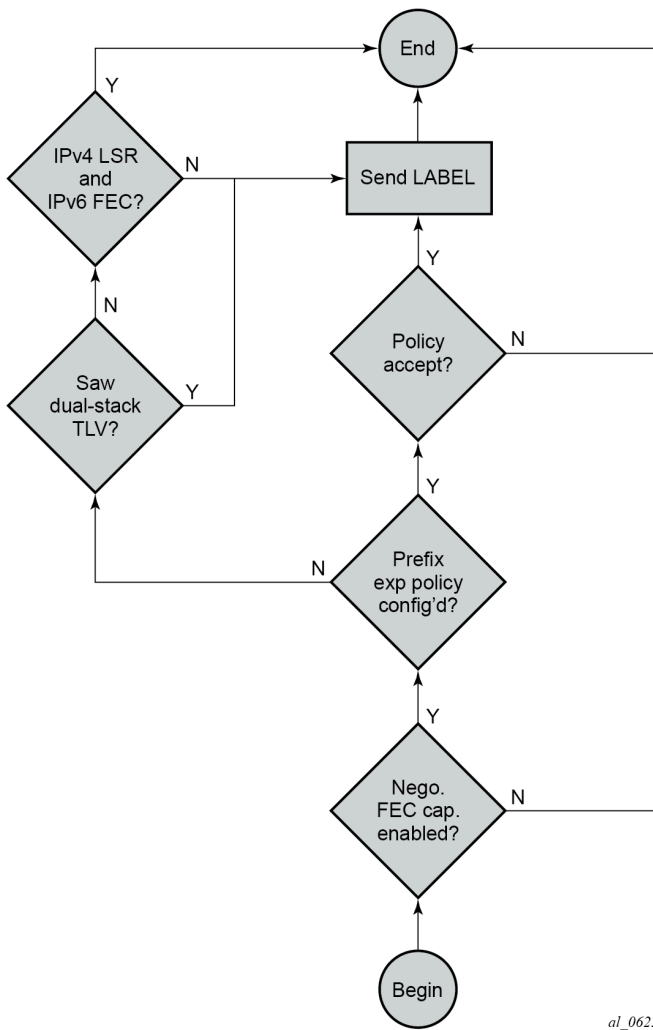 End
Y
IPv4 LSR
and
IPv6 FEC?
N
Send LABEL
Y
N
Policy
accept?
N
Saw
dual-stack
TLV?
Y
Y
N
Prefix
exp policy
config'd?
Y
Nego.
FEC cap.
enabled?
N
Begin